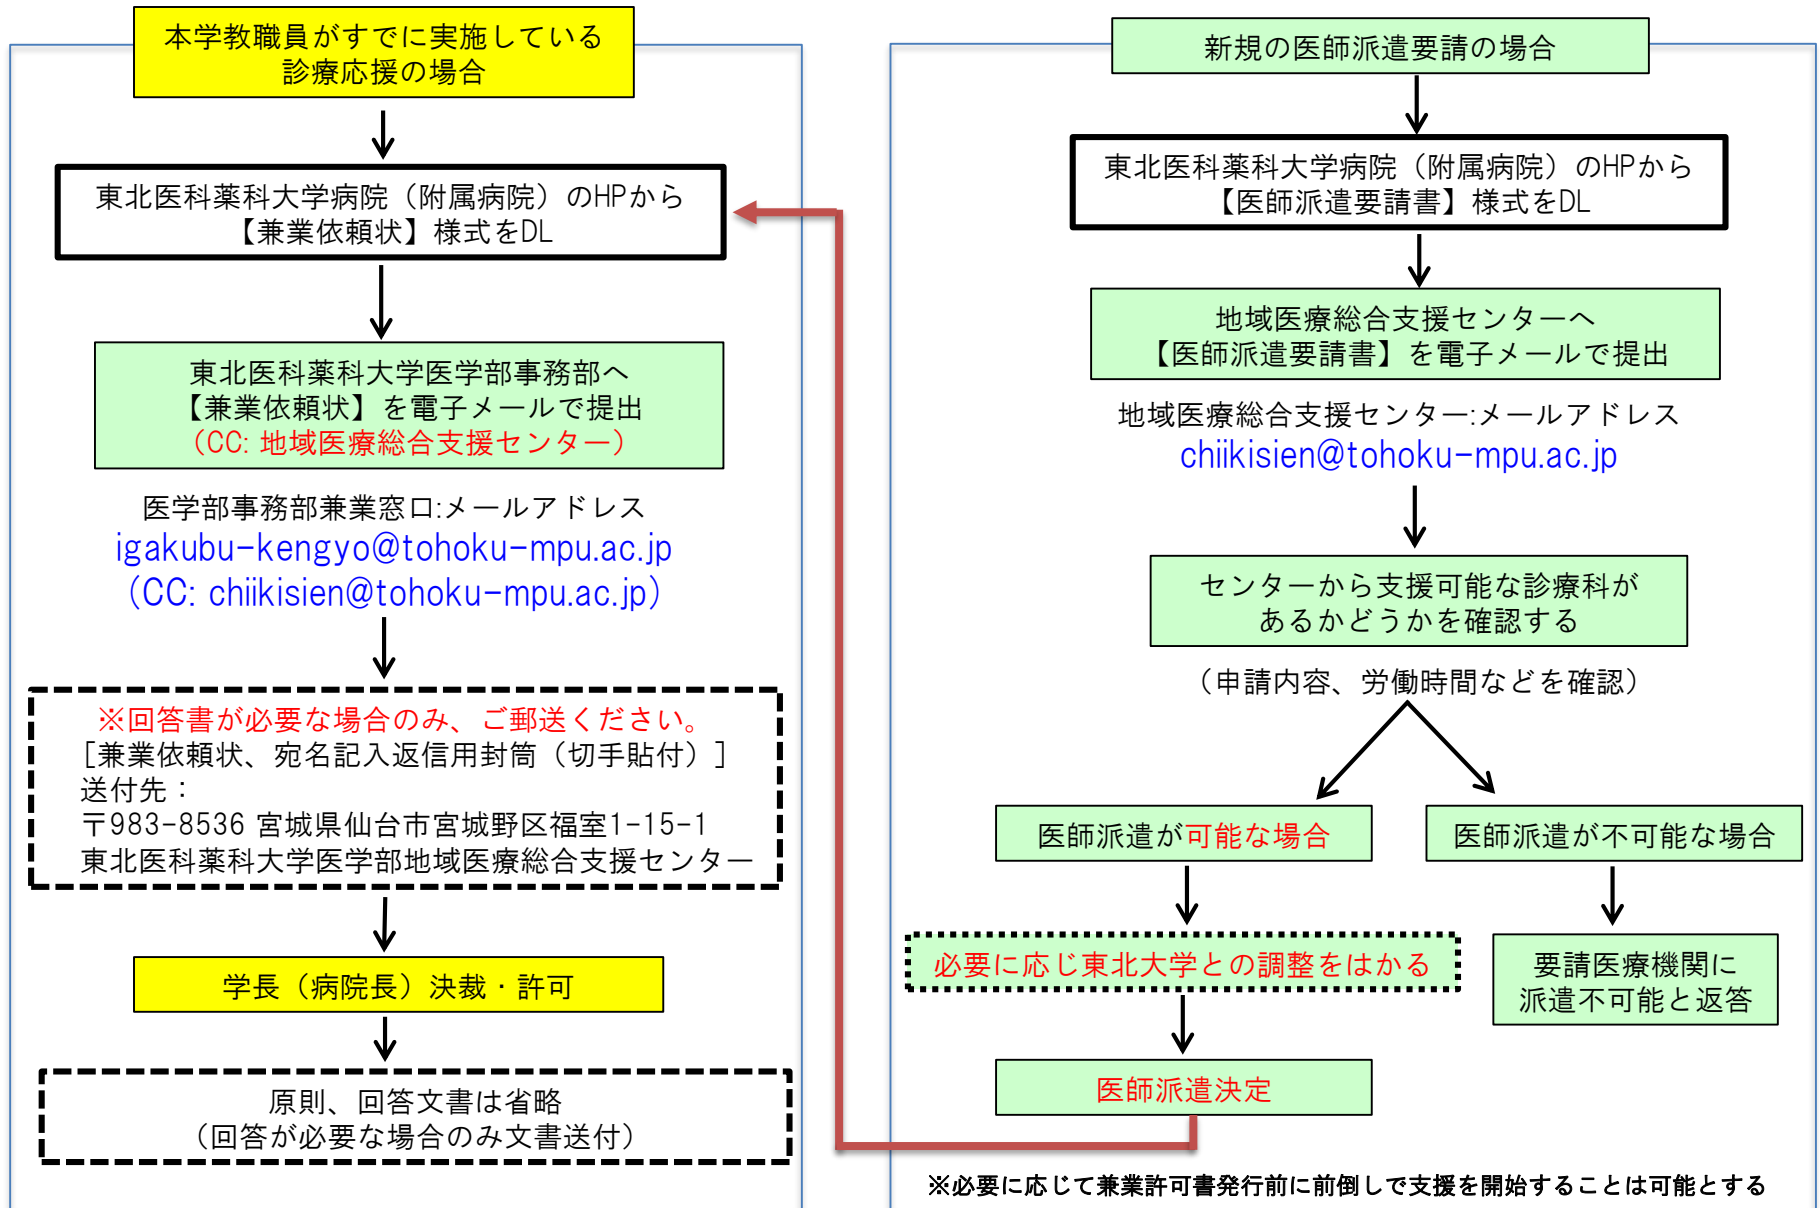 本学教職員がすでに実施している
診療応援の場合
東北医科薬科大学病院（附属病院）のHPから
【兼業依頼状】様式をDL
東北医科薬科大学医学部事務部へ
【兼業依頼状】を電子メールで提出
（CC: 地域医療総合支援センター）
医学部事務部兼業窓口:メールアドレス
igakubu-kengyo@tohoku-mpu.ac.jp
（CC: chiikisien@tohoku-mpu.ac.jp）
※回答書が必要な場合のみ、ご郵送ください。
［兼業依頼状、宛名記入返信用封筒（切手貼付）］
送付先：
〒983-8536 宮城県仙台市宮城野区福室1-15-1
東北医科薬科大学医学部地域医療総合支援センター
学長（病院長）決裁・許可
原則、回答文書は省略
（回答が必要な場合のみ文書送付）
新規の医師派遣要請の場合
東北医科薬科大学病院（附属病院）のHPから
【医師派遣要請書】様式をDL
地域医療総合支援センターへ
【医師派遣要請書】を電子メールで提出
地域医療総合支援センター:メールアドレス
chiikisien@tohoku-mpu.ac.jp
センターから支援可能な診療科が
あるかどうかを確認する
（申請内容、労働時間などを確認）
医師派遣が可能な場合
医師派遣が不可能な場合
必要に応じ東北大学との調整をはかる
要請医療機関に
派遣不可能と返答
医師派遣決定
※必要に応じて兼業許可書発行前に前倒しで支援を開始することは可能とする